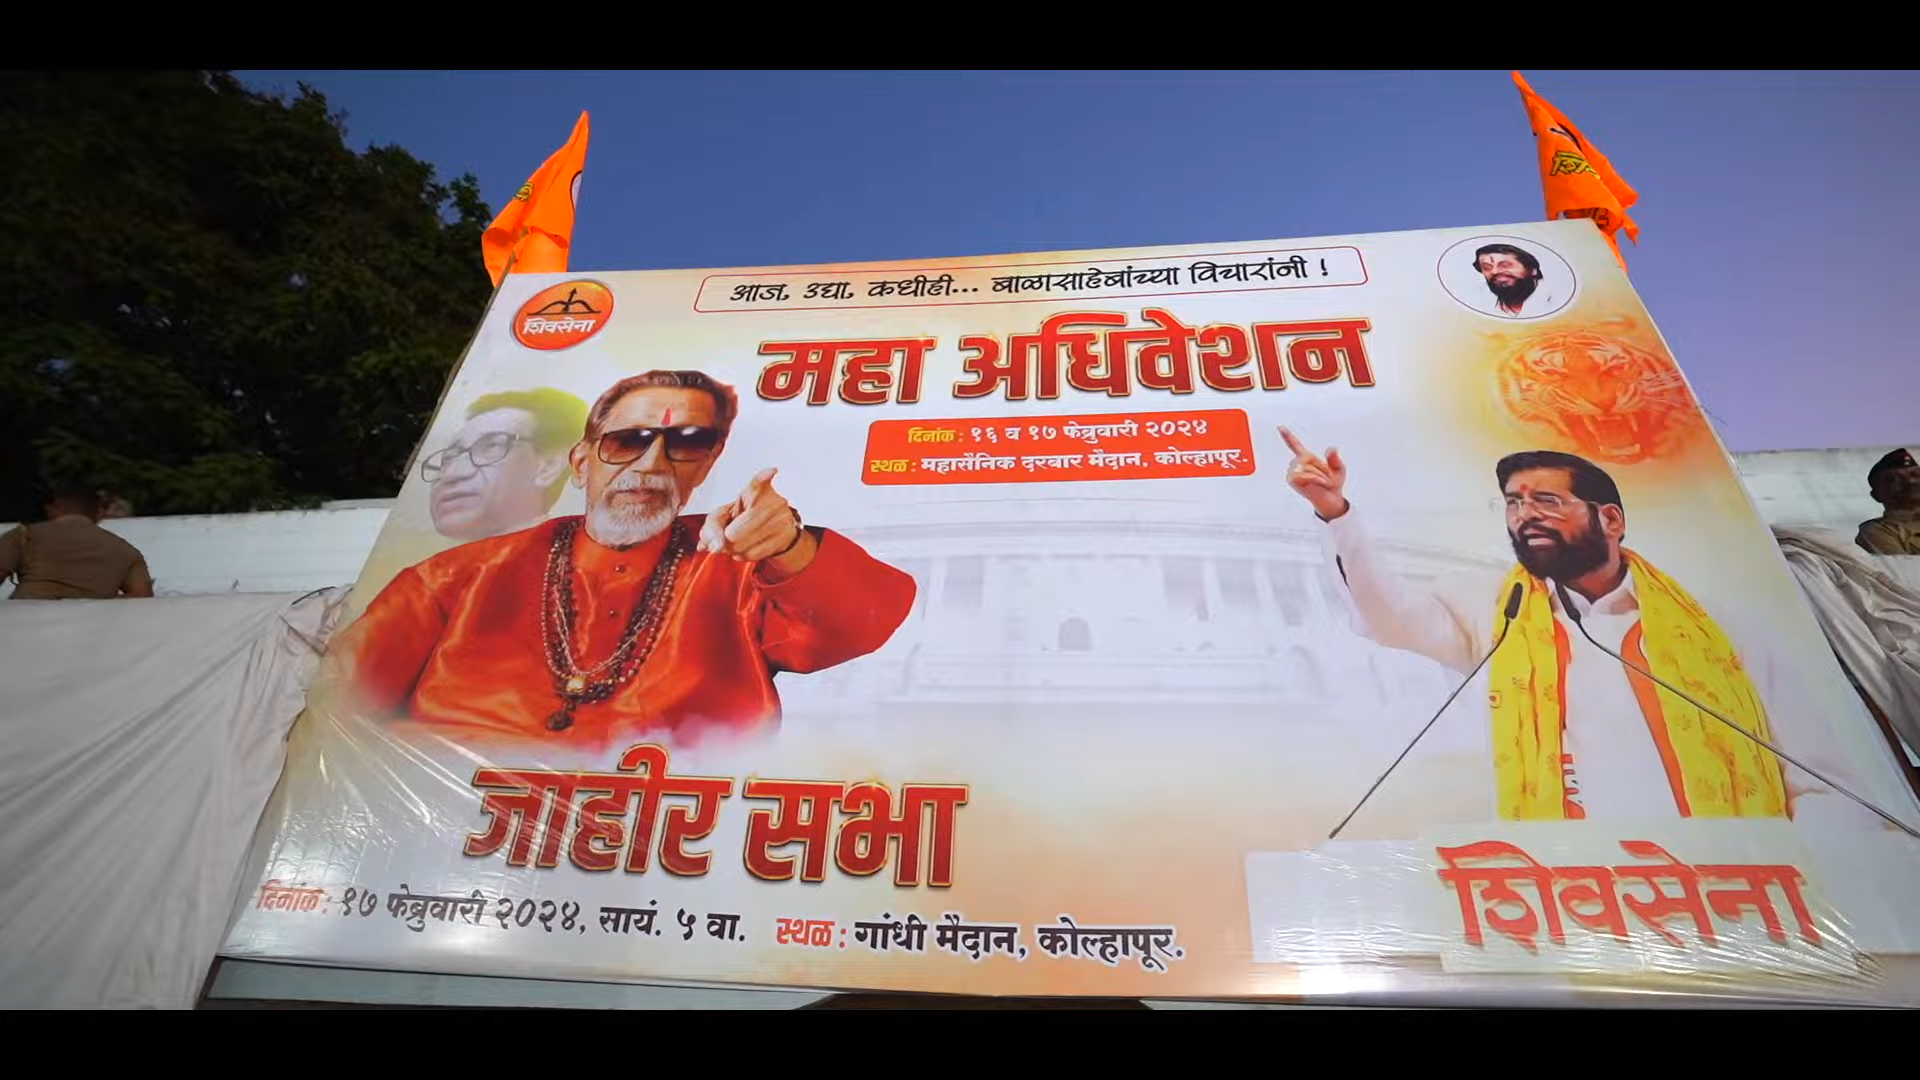 आज, उद्या, कधीही... बाळासाहेबांच्या विचारांनी !
शिवसेना
महा अधिवेशन
दिनांक : १६ व १७ फेब्रुवारी २०२४
स्थळ : महासैनिक दरबार मैदान, कोल्हापूर.
जाहीर सभा
दिनांक : १७ फेब्रुवारी २०२४, सायं. ५ वा. स्थळ : गांधी मैदान, कोल्हापूर.
शिवसेना